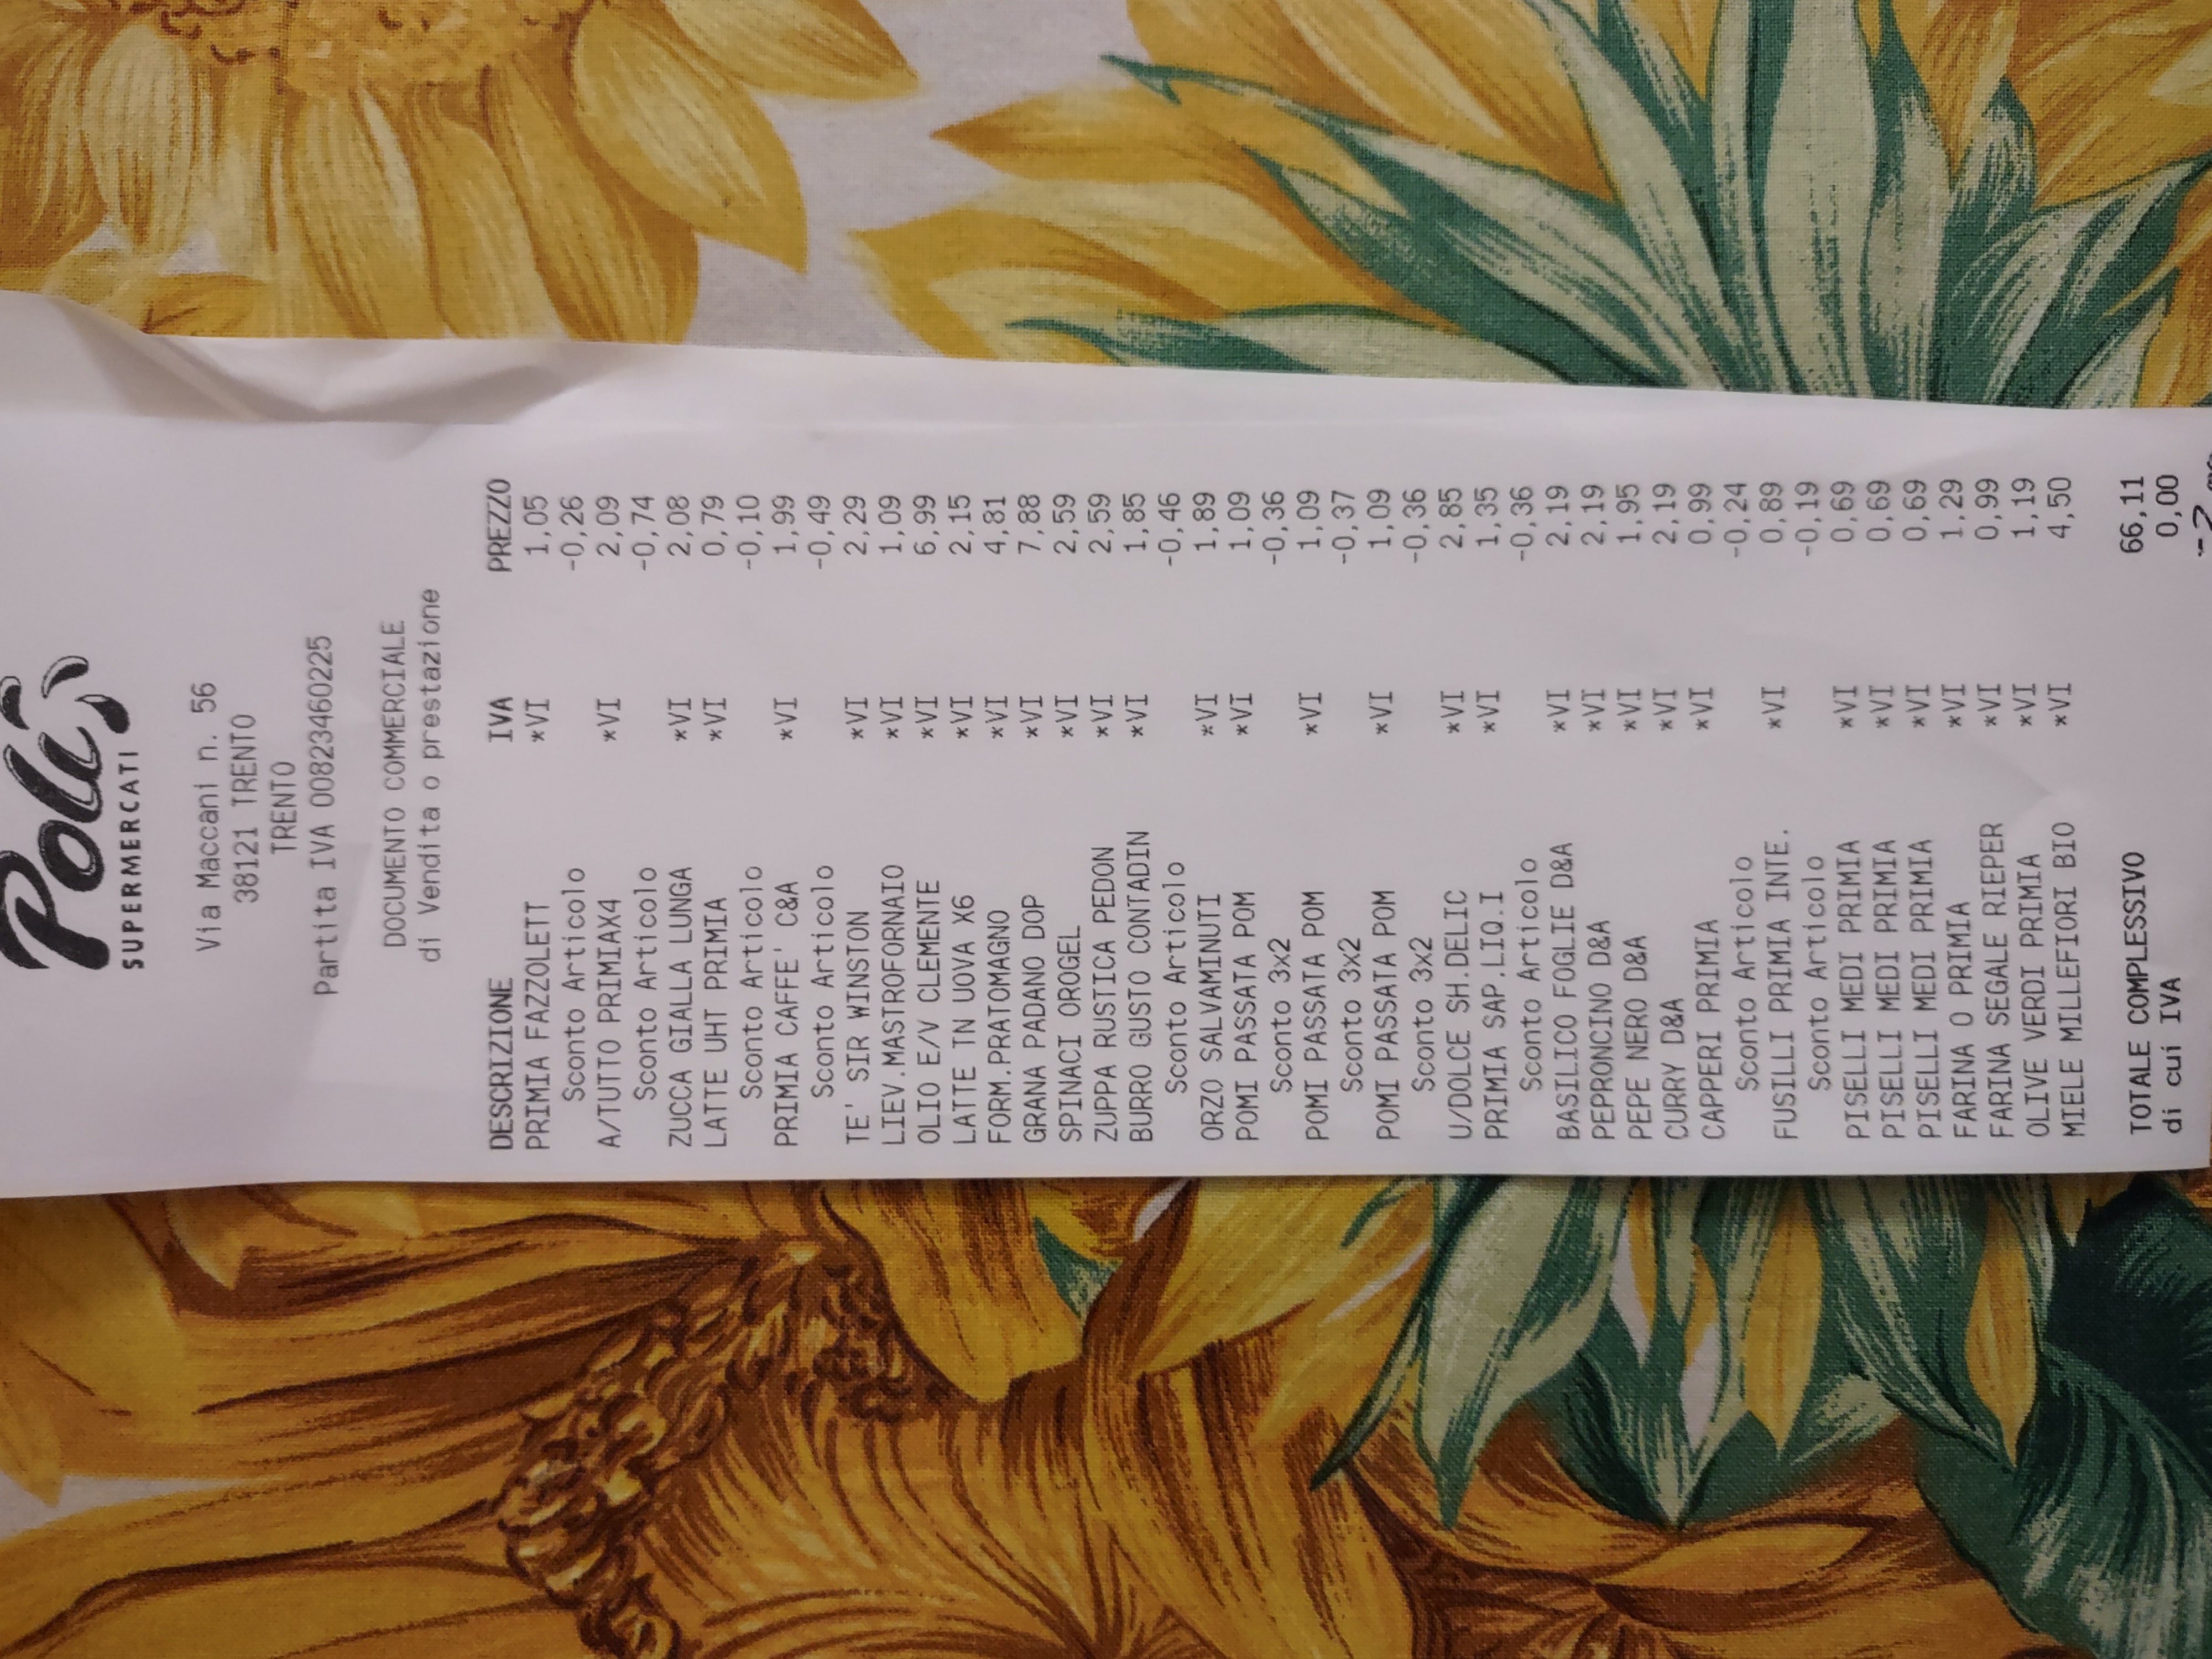 Poli
SUPERMERCATI
Via Maccani n. 56
38121 TRENTO
TRENTO
Partita IVA 00823460225
DOCUMENTO COMMERCIALE
di Vendita o prestazione
DESCRIZIONE IVA PREZZO
PRIMIA FAZZOLETT *VI 1,05
Sconto Articolo -0,26
A/TUTTO PRIMIAX4 *VI 2,09
Sconto Articolo -0,74
ZUCCA GIALLA LUNGA *VI 2,08
LATTE UHT PRIMIA *VI 0,79
Sconto Articolo -0,10
PRIMIA CAFFE' C&A *VI 1,99
Sconto Articolo -0,49
TE' SIR WINSTON *VI 2,29
LIEV.MASTROFORNAIO *VI 1,09
OLIO E/V CLEMENTE *VI 6,99
LATTE TN UOVA X6 *VI 2,15
FORM.PRATOMAGNO *VI 4,81
GRANA PADANO DOP *VI 7,88
SPINACI OROGEL *VI 2,59
ZUPPA RUSTICA PEDON *VI 2,59
BURRO GUSTO CONTADIN *VI 1,85
Sconto Articolo -0,46
ORZO SALVAMINUTI *VI 1,89
POMI PASSATA POM *VI 1,09
Sconto 3x2 -0,36
POMI PASSATA POM *VI 1,09
Sconto 3x2 -0,37
POMI PASSATA POM *VI 1,09
Sconto 3x2 -0,36
U/DOLCE SH.DELIC *VI 2,85
PRIMIA SAP.LIQ.I *VI 1,35
Sconto Articolo -0,36
BASILICO FOGLIE D&A *VI 2,19
PEPRONCINO D&A *VI 2,19
PEPE NERO D&A *VI 1,95
CURRY D&A *VI 2,19
CAPPERI PRIMIA *VI 0,99
Sconto Articolo -0,24
FUSILLI PRIMIA INTE. *VI 0,89
Sconto Articolo -0,19
PISELLI MEDI PRIMIA *VI 0,69
PISELLI MEDI PRIMIA *VI 0,69
PISELLI MEDI PRIMIA *VI 0,69
FARINA O PRIMIA *VI 1,29
FARINA SEGALE RIEPER *VI 0,99
OLIVE VERDI PRIMIA *VI 1,19
MIELE MILLEFIORI BIO *VI 4,50
TOTALE COMPLESSIVO 66,11
di cui IVA 0,00